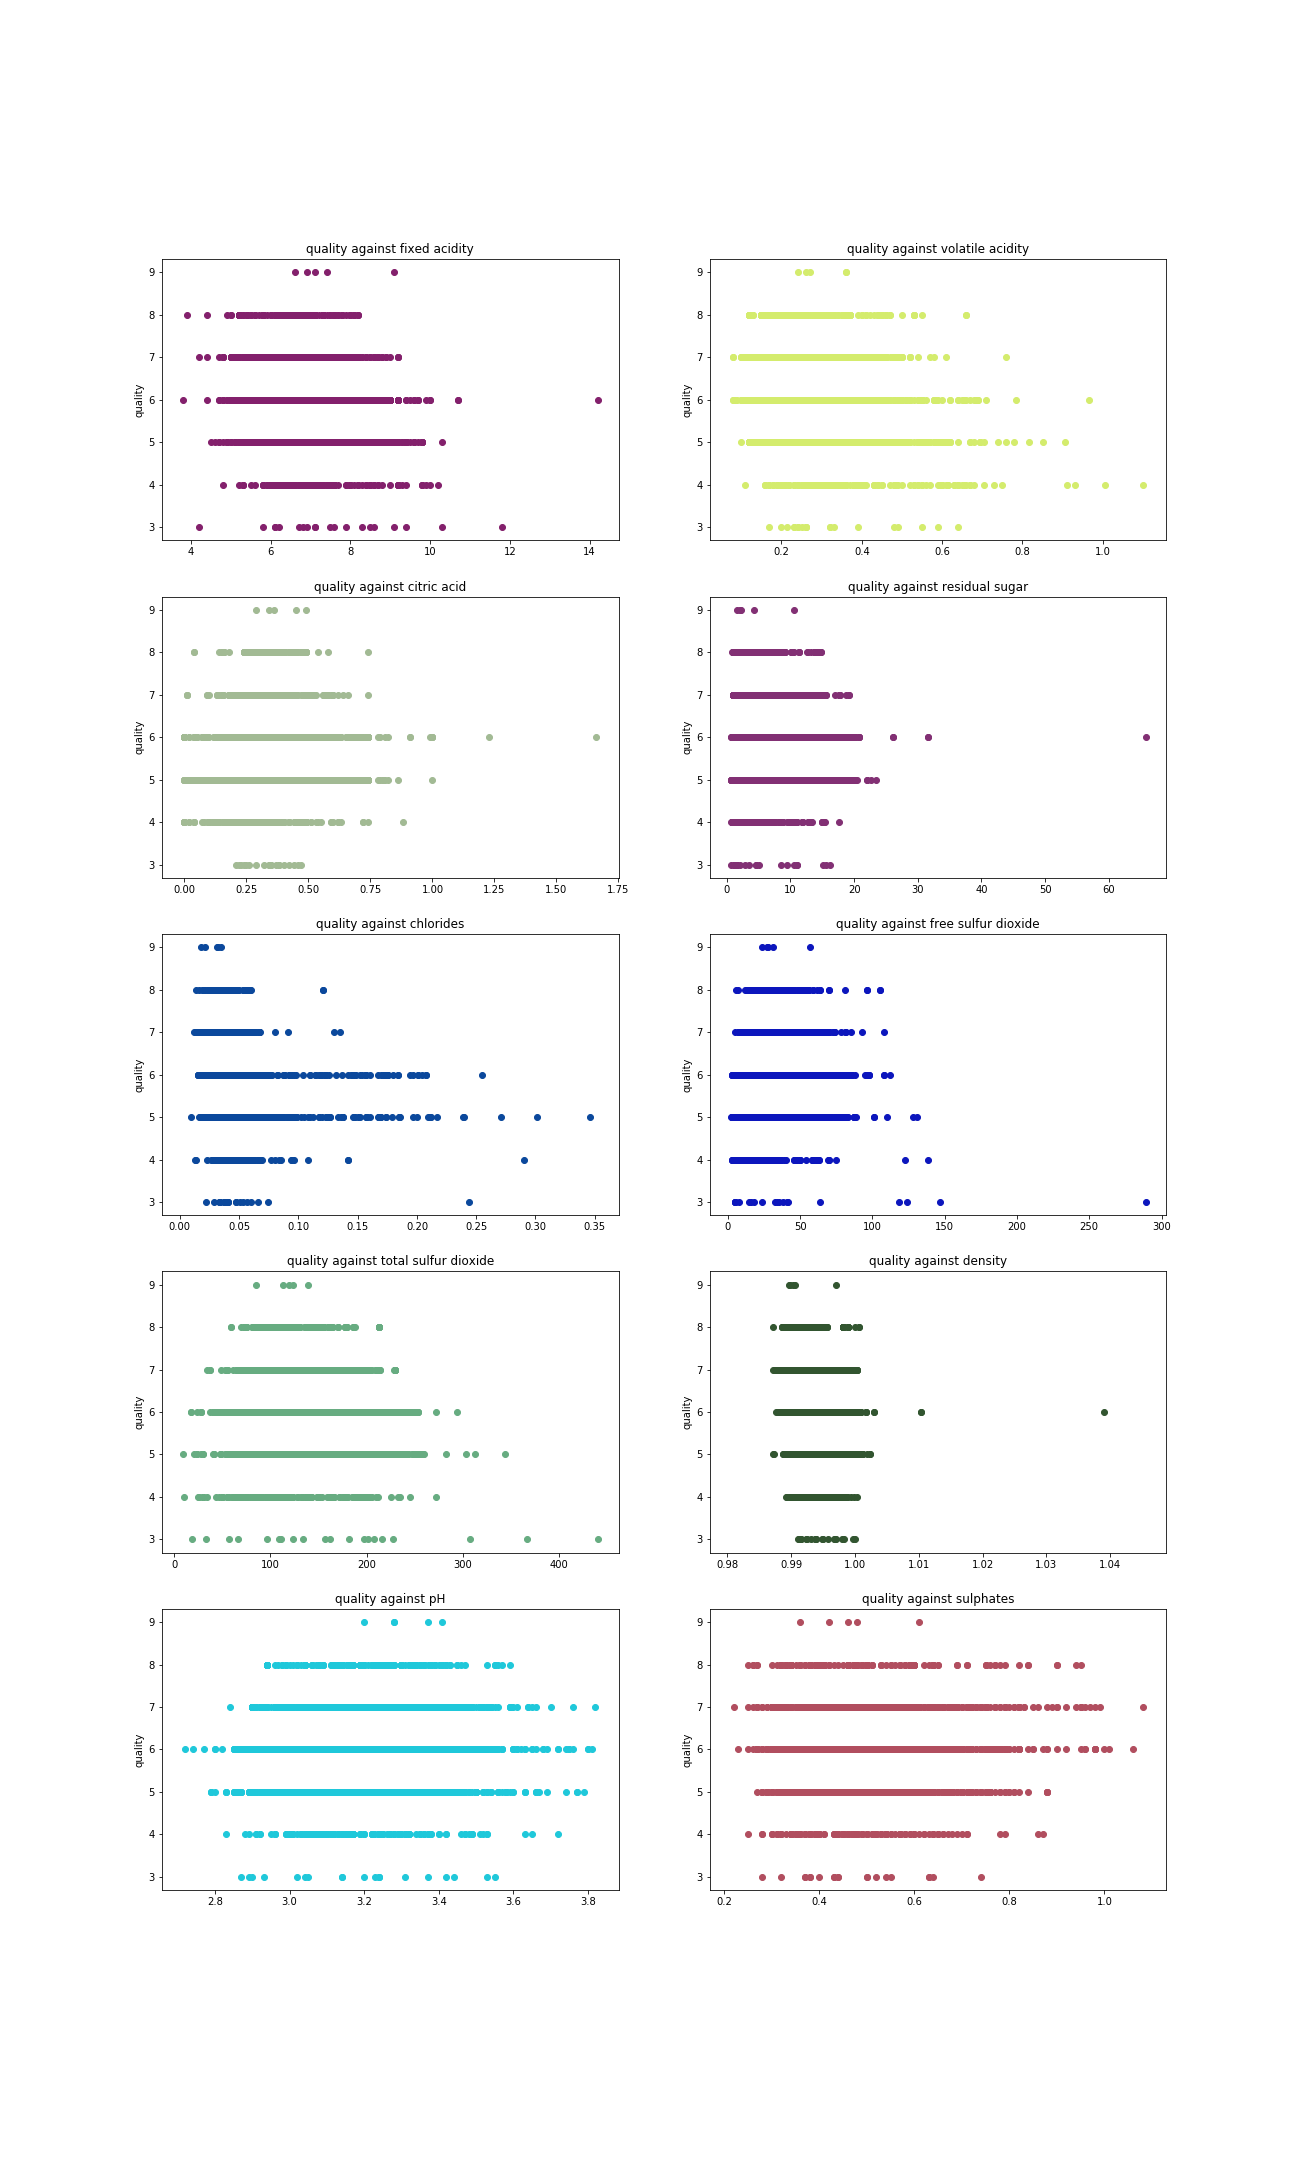 quality against fixed acidity
quality
9
8
7
6
5
4
3
4 6 8 10 12 14
quality against volatile acidity
quality
9
8
7
6
5
4
3
0.2 0.4 0.6 0.8 1.0
quality against citric acid
quality
9
8
7
6
5
4
3
0.00 0.25 0.50 0.75 1.00 1.25 1.50 1.75
quality against residual sugar
quality
9
8
7
6
5
4
3
0 10 20 30 40 50 60
quality against chlorides
quality
9
8
7
6
5
4
3
0.00 0.05 0.10 0.15 0.20 0.25 0.30 0.35
quality against free sulfur dioxide
quality
9
8
7
6
5
4
3
0 50 100 150 200 250 300
quality against total sulfur dioxide
quality
9
8
7
6
5
4
3
0 100 200 300 400
quality against density
quality
9
8
7
6
5
4
3
0.98 0.99 1.00 1.01 1.02 1.03 1.04
quality against pH
quality
9
8
7
6
5
4
3
2.8 3.0 3.2 3.4 3.6 3.8
quality against sulphates
quality
9
8
7
6
5
4
3
0.2 0.4 0.6 0.8 1.0